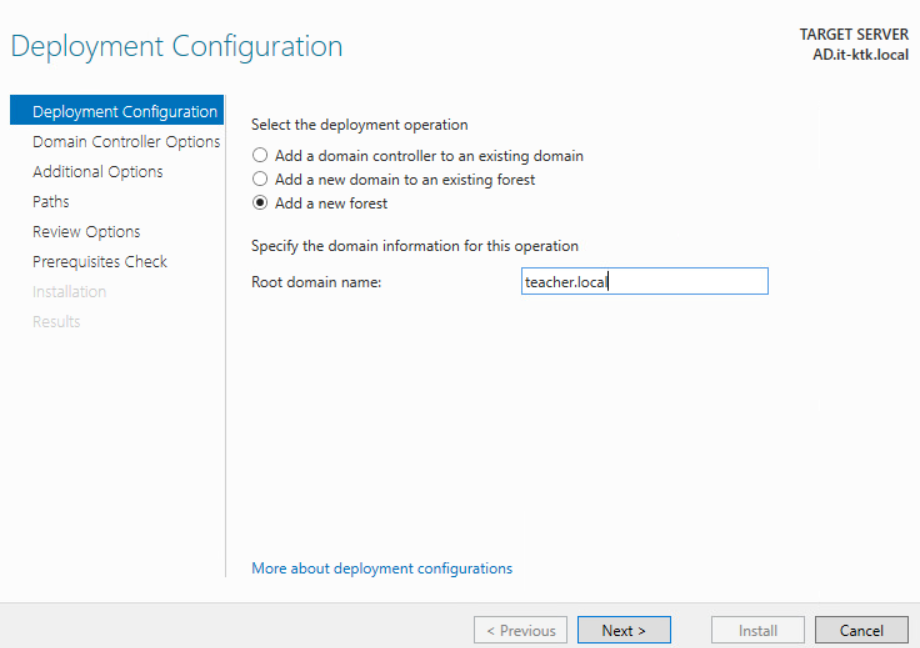 Deployment Configuration
TARGET SERVER
AD.it-ktk.local
Deployment Configuration
Domain Controller Options
Additional Options
Paths
Review Options
Prerequisites Check
Installation
Results
Select the deployment operation
Add a domain controller to an existing domain
Add a new domain to an existing forest
Add a new forest
Specify the domain information for this operation
Root domain name: teacher.local
More about deployment configurations
< Previous Next > Install Cancel